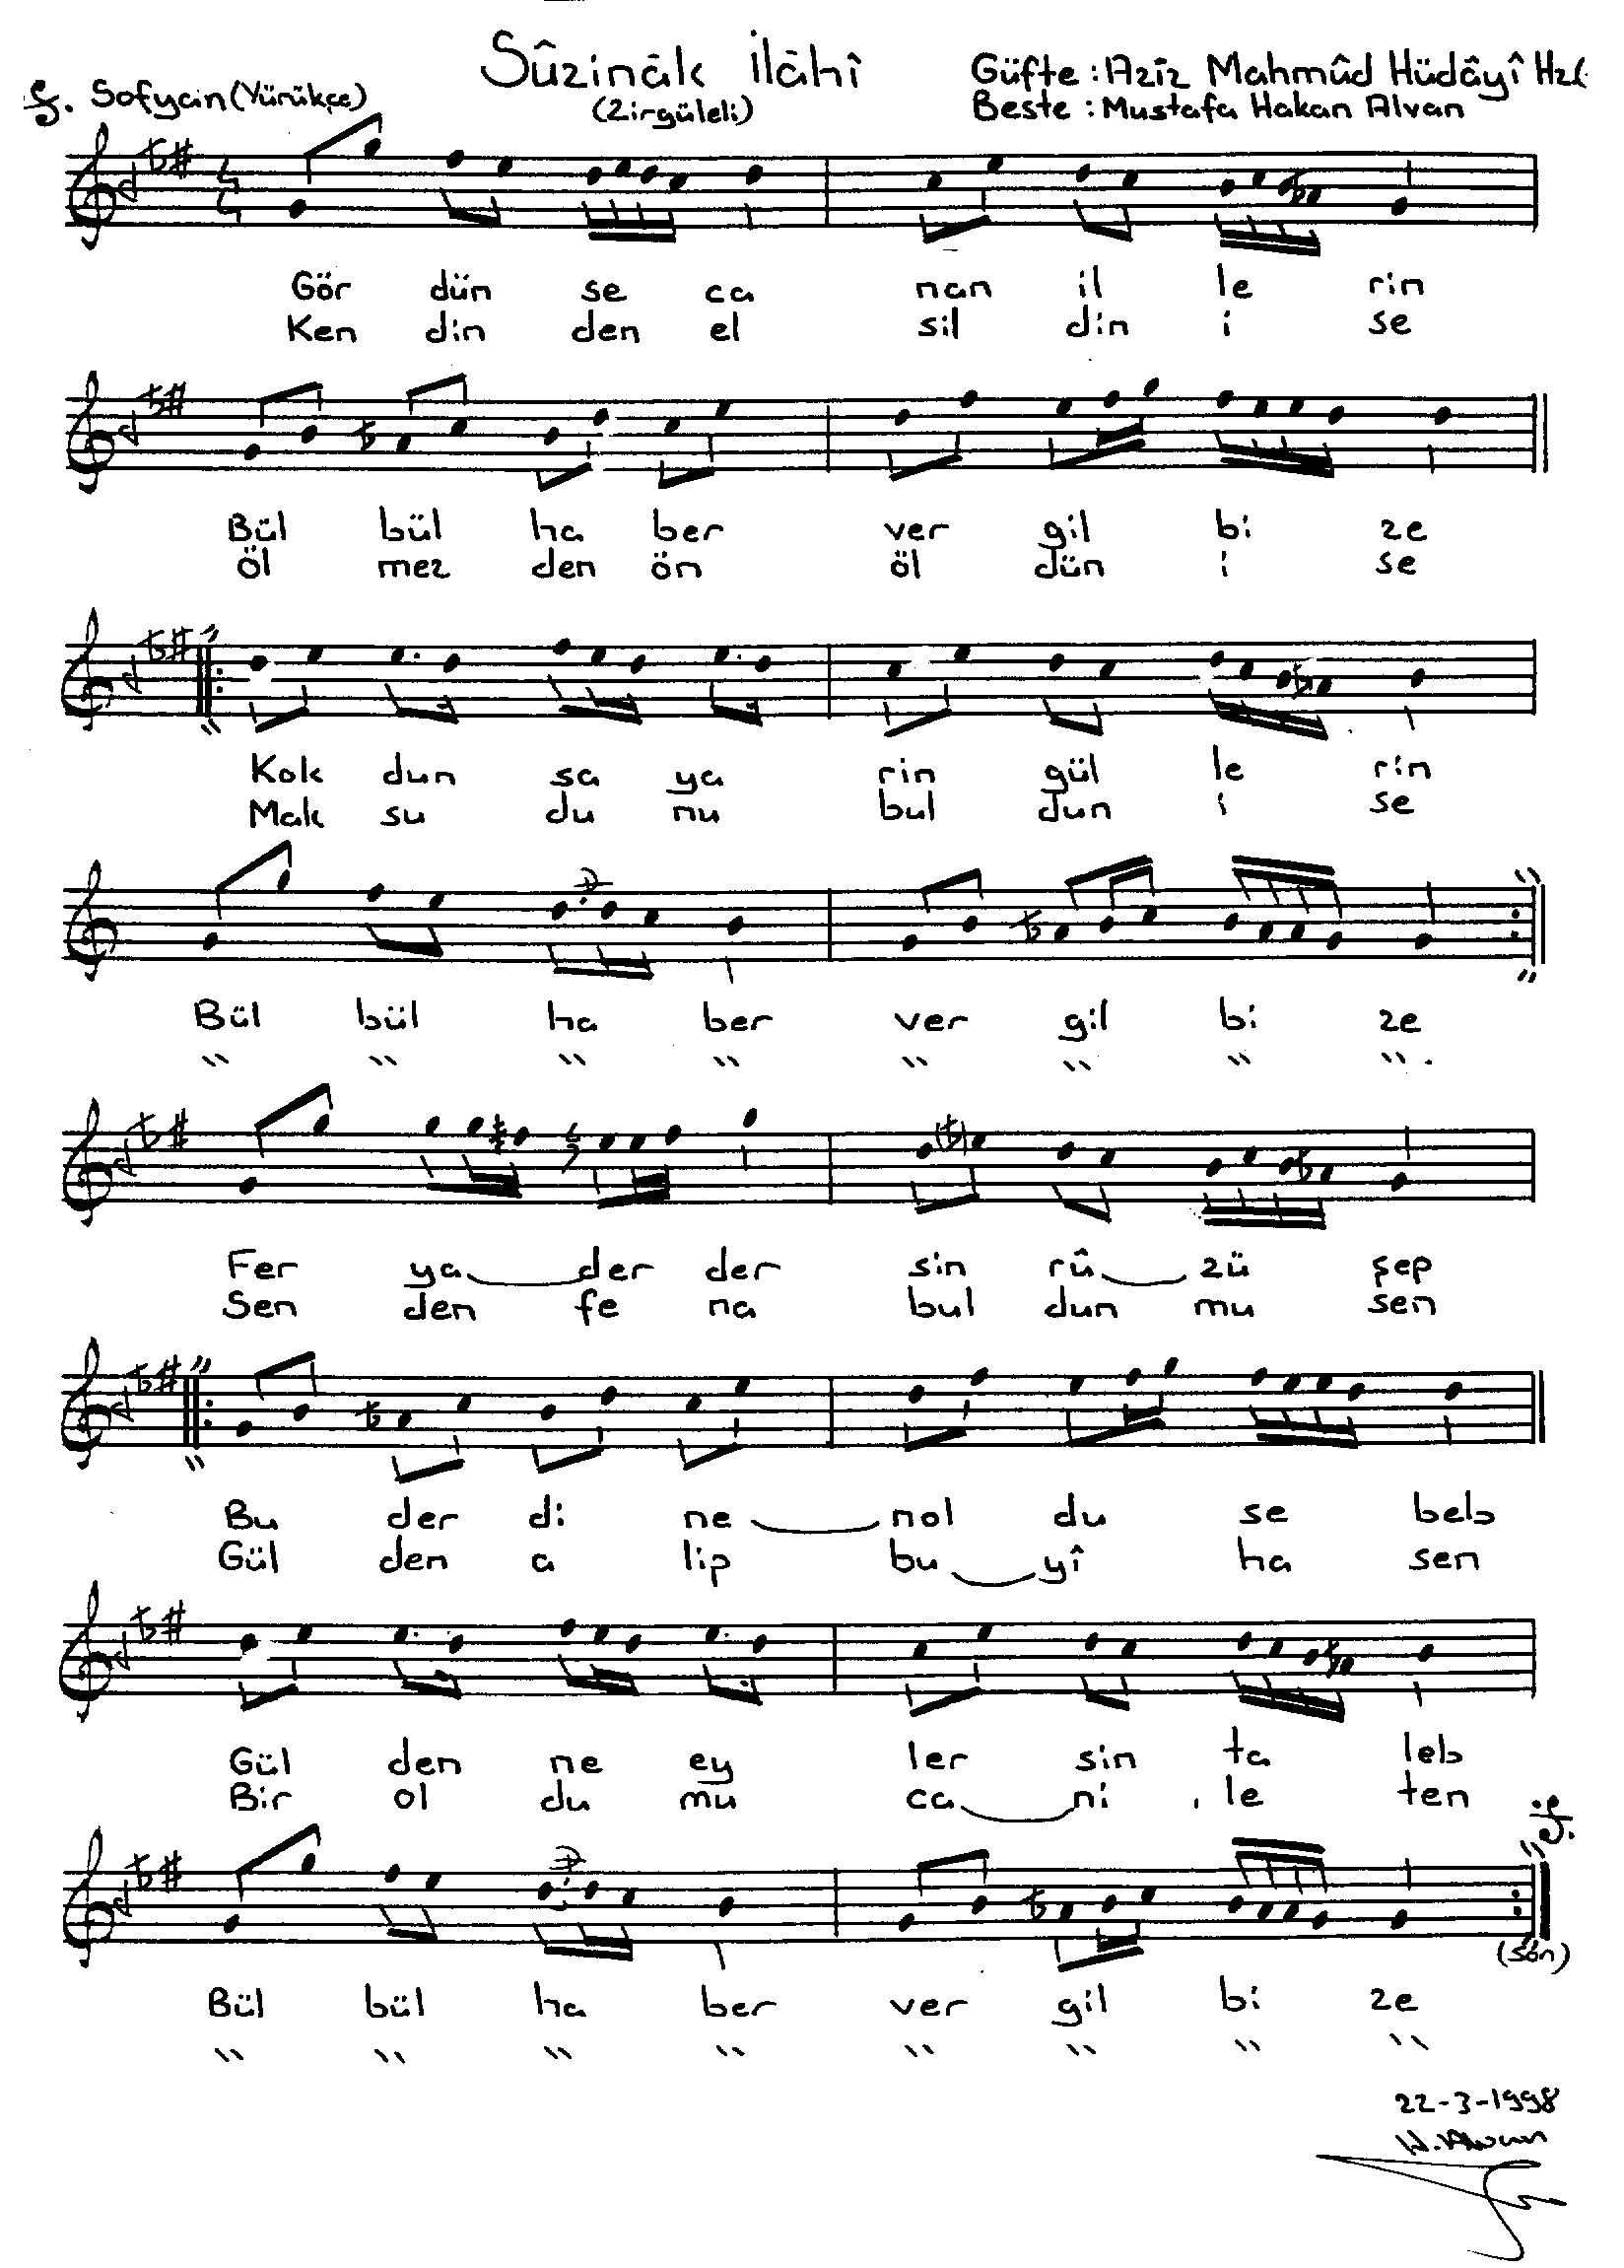 Sûzinâk İlâhî
(Zirgüleli)
Sofyan (Yürükçe)
Güfte : Azîz Mahmûd Hüdâyî Hz(
Beste : Mustafa Hakan Alvan
Gör dün se ca nan il le rin
Ken din den el sil din i se
Bül bül ha ber ver gil bi ze
Öl mez den ön öl dün i se
Kok dun sa ya rin gül le rin
Mak su du nu bul dun i se
Bül bül ha ber ver gil bi ze
" " " " " " " "
Fer ya der der sin rû zü şep
Sen den fe na bul dun mu sen
Bu der di ne nol du se beb
Gül den a lip bu yî ha sen
Gül den ne ey ler sin ta leb
Bir ol du mu ca ni le ten
(son)
Bül bül ha ber ver gil bi ze
" " " " " " " "
22-3-1998
H. Alvan